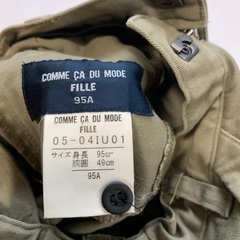 COMME ÇA DU MODE
FILLE
95A
COMME ÇA DU MODE
FILLE
05-04IU01
サイズ 身長 95cm
胴囲 49cm
95A